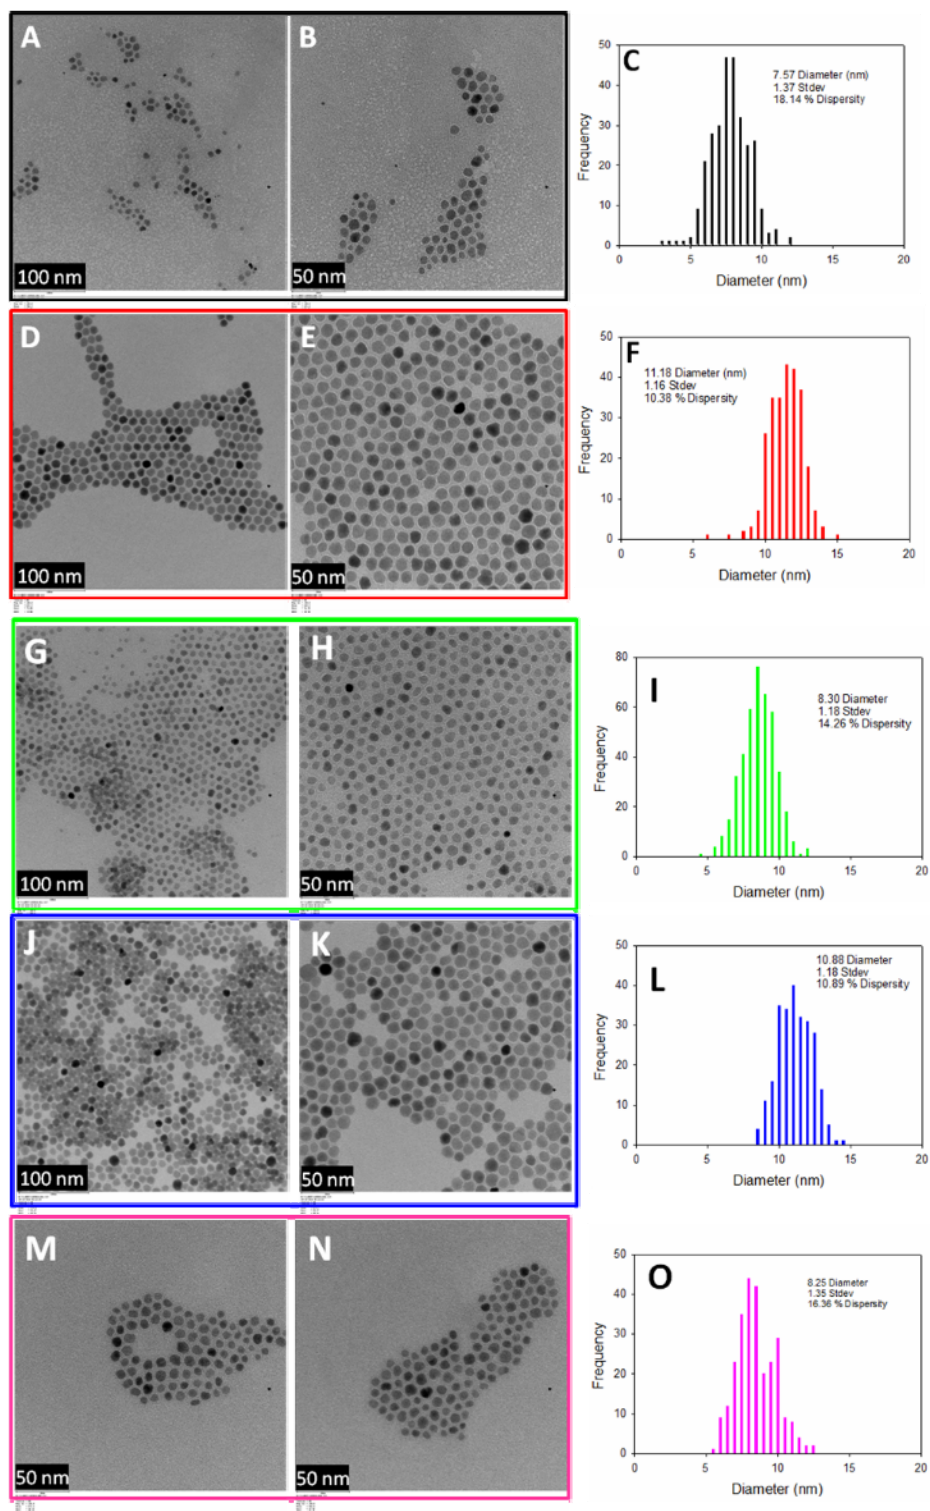 A
B
100 nm
50 nm
C
7.57 Diameter (nm)
1.37 Stdev
18.14 % Dispersity
Frequency
50
40
30
20
10
0
0 5 10 15 20
Diameter (nm)
D
E
100 nm
50 nm
F
11.18 Diameter (nm)
1.16 Stdev
10.38 % Dispersity
Frequency
50
40
30
20
10
0
0 5 10 15 20
Diameter (nm)
G
H
100 nm
50 nm
I
8.30 Diameter
1.18 Stdev
14.26 % Dispersity
Frequency
80
60
40
20
0
0 5 10 15 20
Diameter (nm)
J
K
100 nm
50 nm
L
10.88 Diameter
1.18 Stdev
10.89 % Dispersity
Frequency
50
40
30
20
10
0
0 5 10 15 20
Diameter (nm)
M
N
50 nm
50 nm
O
8.25 Diameter
1.35 Stdev
16.36 % Dispersity
Frequency
50
40
30
20
10
0
0 5 10 15 20
Diameter (nm)